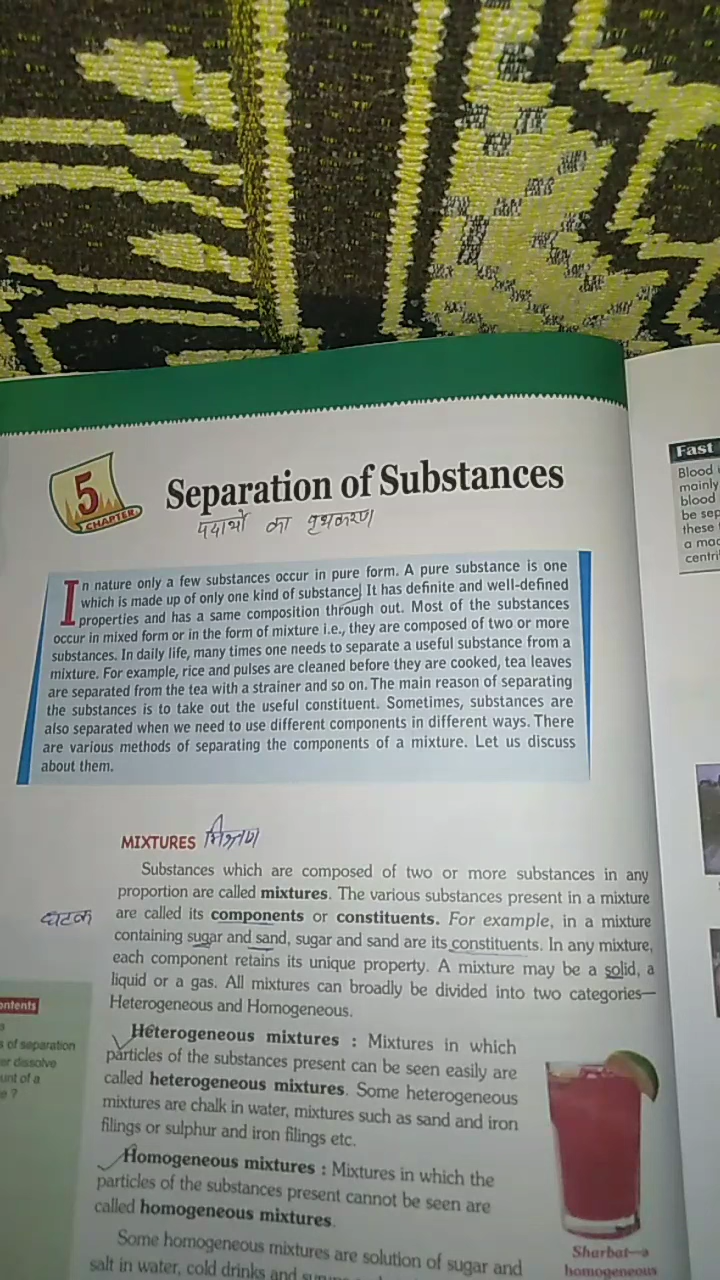 5
CHAPTER
Separation of Substances
पदार्थो का पृथकरण
In nature only a few substances occur in pure form. A pure substance is one
which is made up of only one kind of substance. It has definite and well-defined
properties and has a same composition through out. Most of the substances
occur in mixed form or in the form of mixture i.e., they are composed of two or more
substances. In daily life, many times one needs to separate a useful substance from a
mixture. For example, rice and pulses are cleaned before they are cooked, tea leaves
are separated from the tea with a strainer and so on. The main reason of separating
the substances is to take out the useful constituent. Sometimes, substances are
also separated when we need to use different components in different ways. There
are various methods of separating the components of a mixture. Let us discuss
about them.
MIXTURES मिश्रण
Substances which are composed of two or more substances in any
proportion are called mixtures. The various substances present in a mixture
घटक are called its components or constituents. For example, in a mixture
containing sugar and sand, sugar and sand are its constituents. In any mixture,
each component retains its unique property. A mixture may be a solid, a
liquid or a gas. All mixtures can broadly be divided into two categories—
Heterogeneous and Homogeneous.
Heterogeneous mixtures : Mixtures in which
particles of the substances present can be seen easily are
called heterogeneous mixtures. Some heterogeneous
mixtures are chalk in water, mixtures such as sand and iron
filings or sulphur and iron filings etc.
Homogeneous mixtures : Mixtures in which the
particles of the substances present cannot be seen are
called homogeneous mixtures.
Some homogeneous mixtures are solution of sugar and
salt in water, cold drinks and
Sharbat—a
homogeneous
of separation
dissolve
of a
?
Fast
Blood
mainly
blood
be
these
a